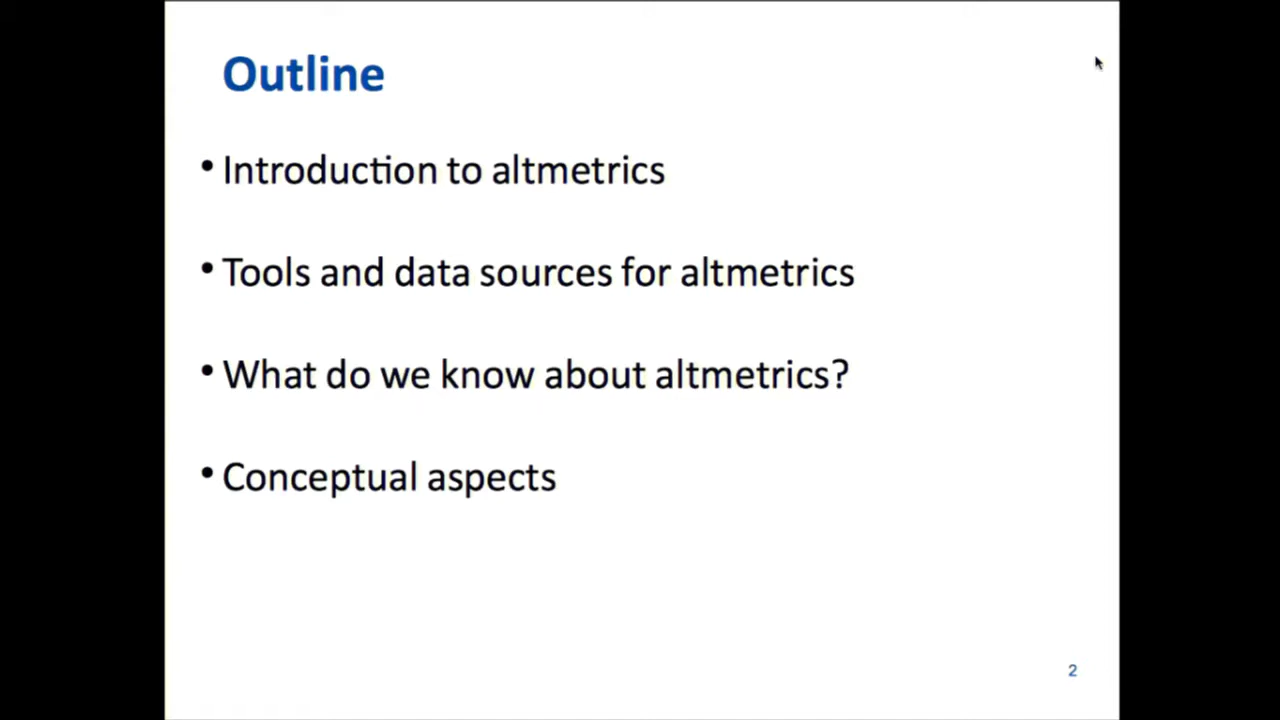 Outline
• Introduction to altmetrics
• Tools and data sources for altmetrics
• What do we know about altmetrics?
• Conceptual aspects
2